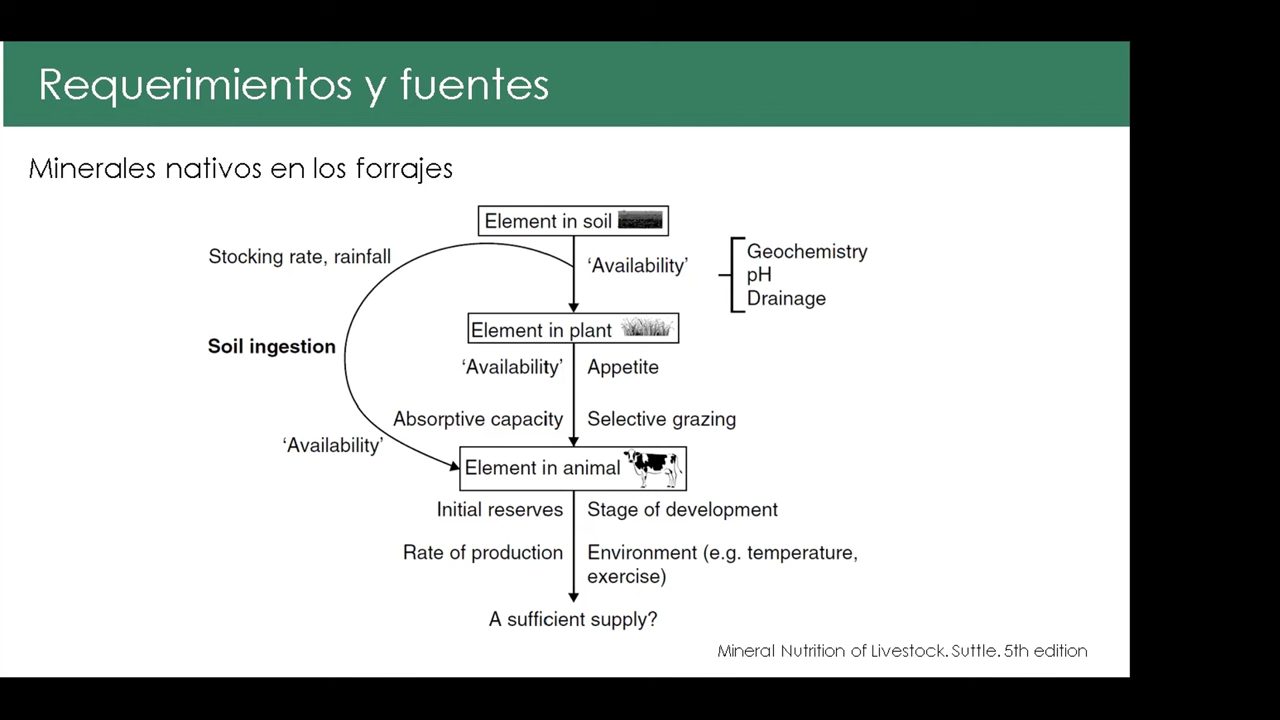 Requerimientos y fuentes
Minerales nativos en los forrajes
Element in soil
Stocking rate, rainfall
‘Availability’
Geochemistry
pH
Drainage
Element in plant
Soil ingestion
‘Availability’
Appetite
Absorptive capacity
Selective grazing
‘Availability’
Element in animal
Initial reserves
Stage of development
Rate of production
Environment (e.g. temperature,
exercise)
A sufficient supply?
Mineral Nutrition of Livestock. Suttle. 5th edition